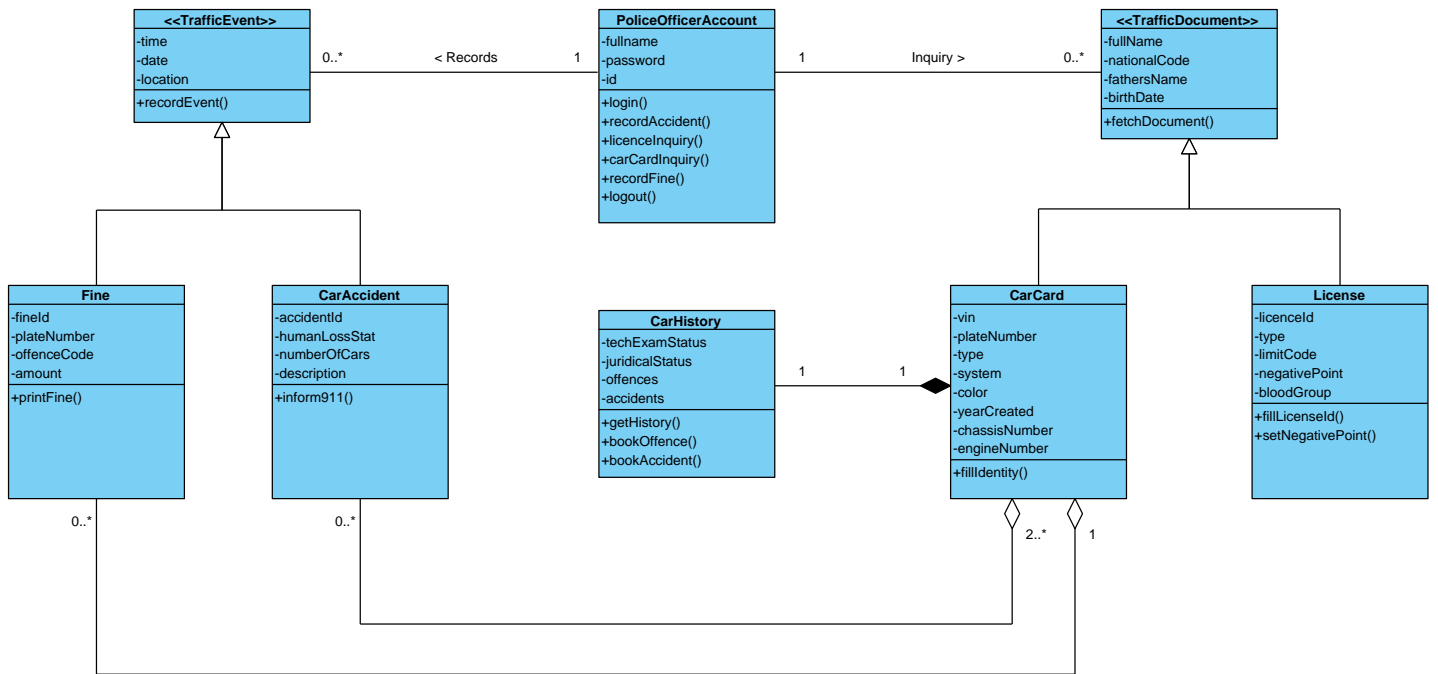 <<TrafficEvent>>
-time
-date
-location
+recordEvent()
0..*
< Records
1
PoliceOfficerAccount
-fullname
-password
-id
+login()
+recordAccident()
+licenceInquiry()
+carCardInquiry()
+recordFine()
+logout()
1
Inquiry >
0..*
<<TrafficDocument>>
-fullName
-nationalCode
-fathersName
-birthDate
+fetchDocument()
Fine
-fineId
-plateNumber
-offenceCode
-amount
+printFine()
CarAccident
-accidentId
-humanLossStat
-numberOfCars
-description
+inform911()
CarHistory
-techExamStatus
-juridicalStatus
-offences
-accidents
+getHistory()
+bookOffence()
+bookAccident()
1
1
CarCard
-vin
-plateNumber
-type
-system
-color
-yearCreated
-chassisNumber
-engineNumber
+fillIdentity()
License
-licenceId
-type
-limitCode
-negativePoint
-bloodGroup
+fillLicenseId()
+setNegativePoint()
0..*
0..*
2..*
1